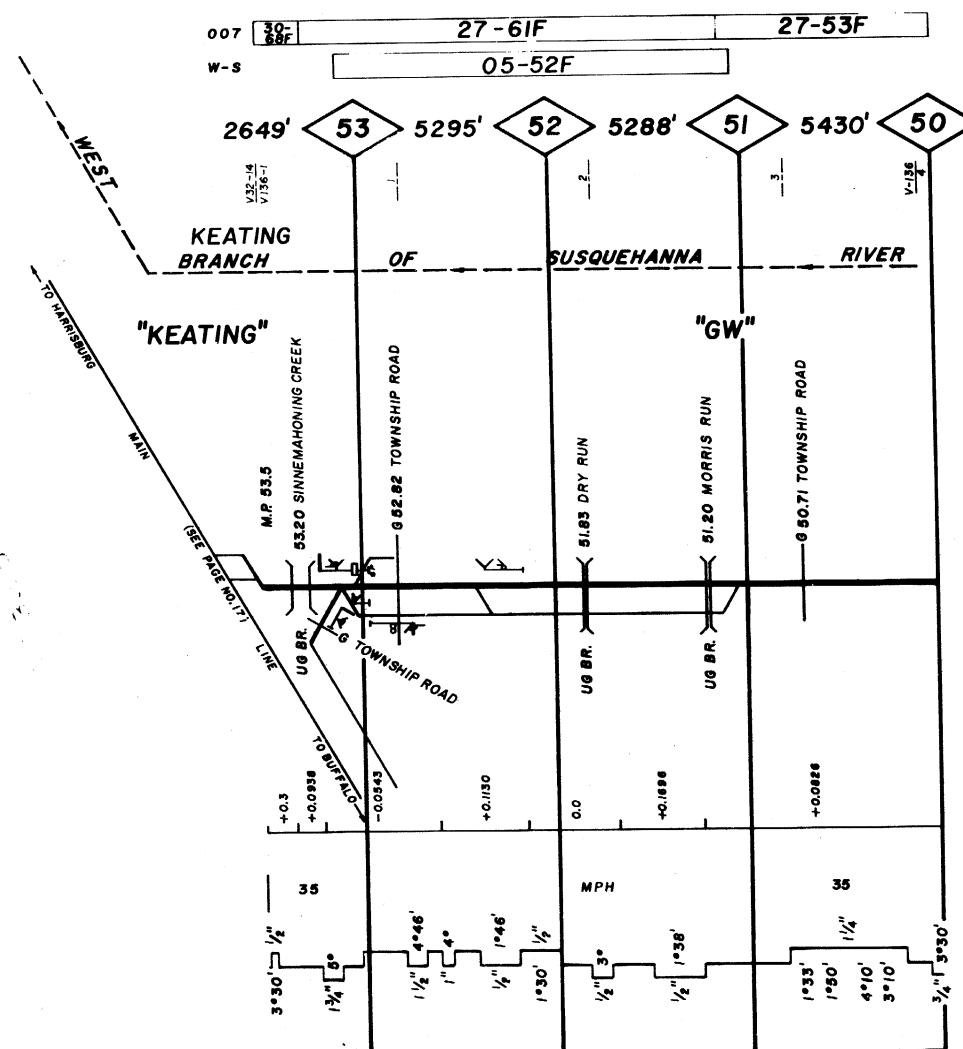 OOT 30-68F 27-61F 27-53F
W-S 05-52F
2649' 53 5295' 52 5288' 51 5430' 50
V32-14
V136-1
1
2
3
V-136
4
WEST
KEATING
BRANCH OF SUSQUEHANNA RIVER
"KEATING" "GW"
TO HARRISBURG
MAIN
(SEE PAGE NO. 17)
LINE
TO BUFFALO
M.P. 53.5
53.20 SINNEMAHONING CREEK
G 52.82 TOWNSHIP ROAD
51.83 DRY RUN
51.20 MORRIS RUN
G 50.71 TOWNSHIP ROAD
UG BR.
G TOWNSHIP ROAD
8
UG BR.
UG BR.
+0.3 +0.0938 -0.0543 +0.1130 0.0 +0.1696 +0.0826
35 MPH 35
1/2" 5° 4°46' 4° 1°46' 1/2" 3° 1°38' 1 1/4" 3°30'
3°30' 1 3/4" 1 1/2" 1" 1/2" 1°30' 1/2" 1/2" 1°33' 1°50' 4°10' 3°10' 3/4"